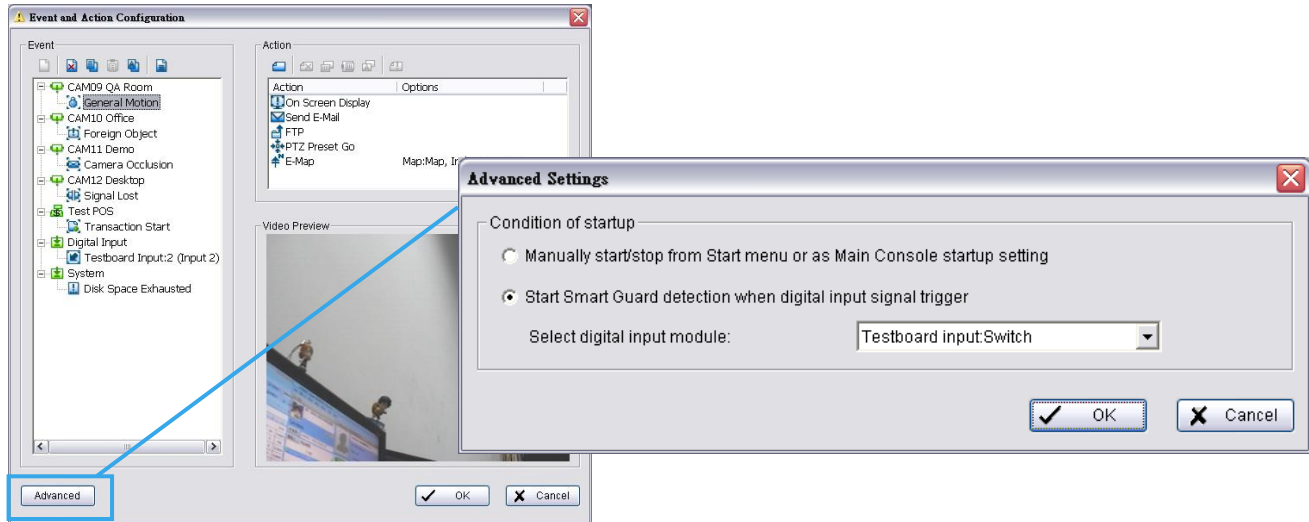 Event and Action Configuration
Event
CAM09 QA Room
General Motion
CAM10 Office
Foreign Object
CAM11 Demo
Camera Occlusion
CAM12 Desktop
Signal Lost
Test POS
Transaction Start
Digital Input
Testboard Input:2 (Input 2)
System
Disk Space Exhausted
Advanced
Action
Action Options
On Screen Display
Send E-Mail
FTP
PTZ Preset Go
E-Map Map:Map,
Video Preview
OK Cancel
Advanced Settings
Condition of startup
Manually start/stop from Start menu or as Main Console startup setting
Start Smart Guard detection when digital input signal trigger
Select digital input module: Testboard input:Switch
OK Cancel